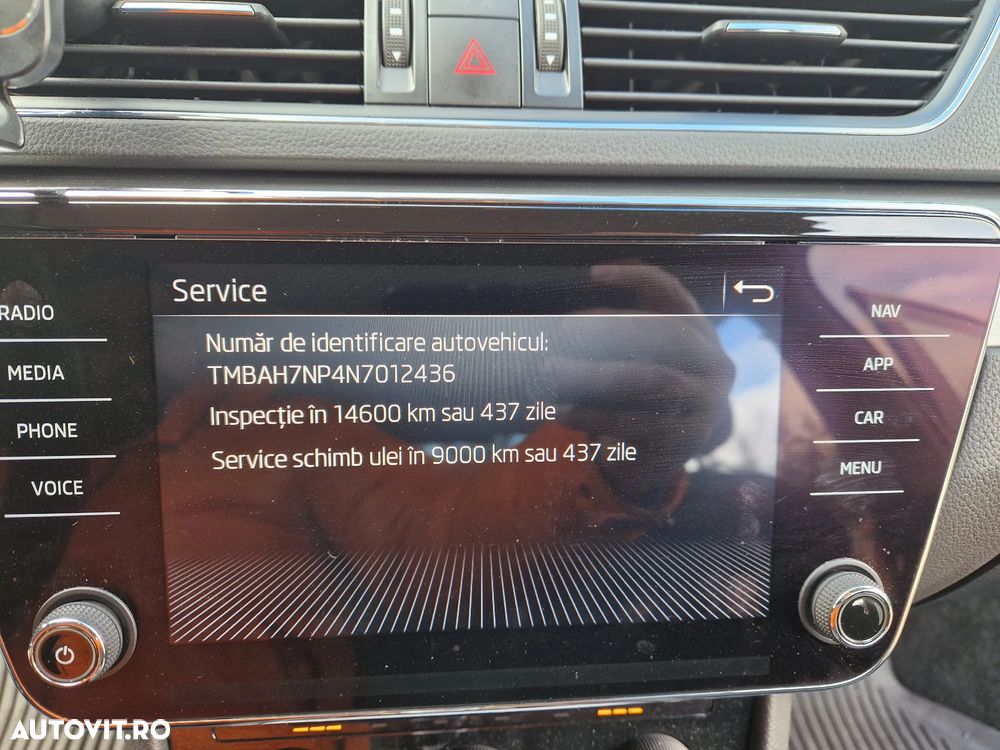 Service
RADIO
MEDIA
PHONE
VOICE
Număr de identificare autovehicul:
TMBAH7NP4N7012436
Inspecție în 14600 km sau 437 zile
Service schimb ulei în 9000 km sau 437 zile
NAV
APP
CAR
MENU
AUTOVIT.RO